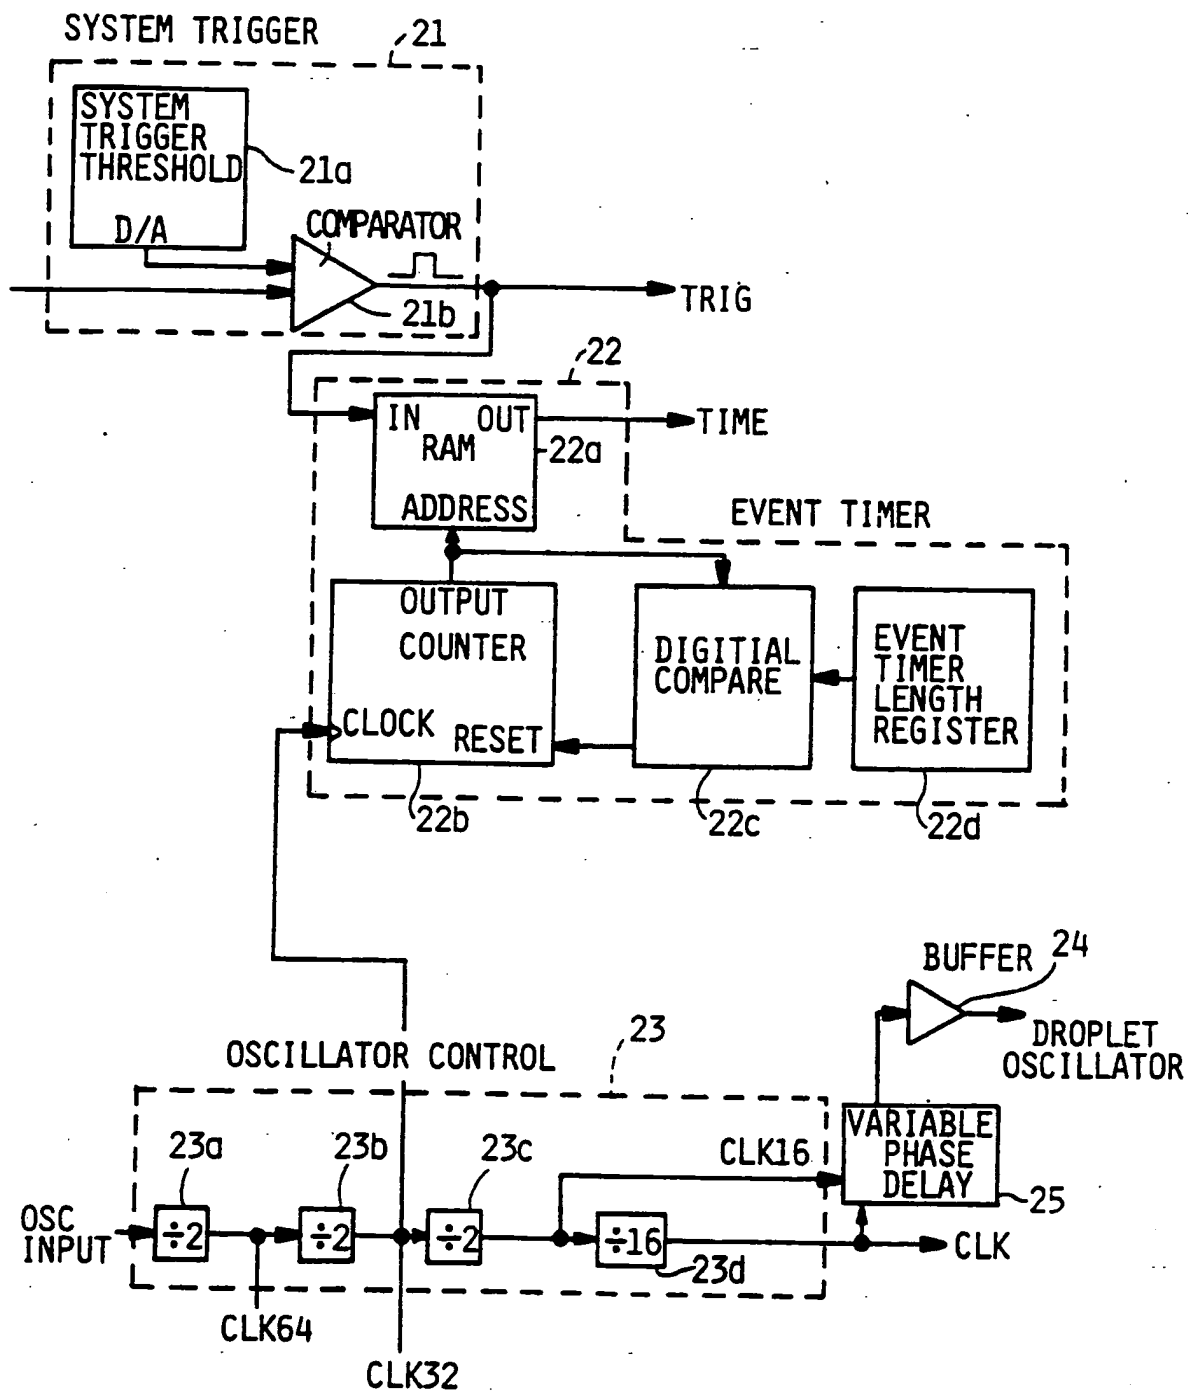 SYSTEM TRIGGER
21
SYSTEM
TRIGGER
THRESHOLD
21a
D/A
COMPARATOR
21b
TRIG
22
IN OUT
RAM
ADDRESS
22a
TIME
EVENT TIMER
OUTPUT
COUNTER
CLOCK
RESET
22b
DIGITIAL
COMPARE
22c
EVENT
TIMER
LENGTH
REGISTER
22d
BUFFER
24
DROPLET
OSCILLATOR
OSCILLATOR CONTROL
23
VARIABLE
PHASE
DELAY
25
CLK16
23a
23b
23c
OSC
INPUT
÷2
÷2
÷2
÷16
23d
CLK
CLK64
CLK32